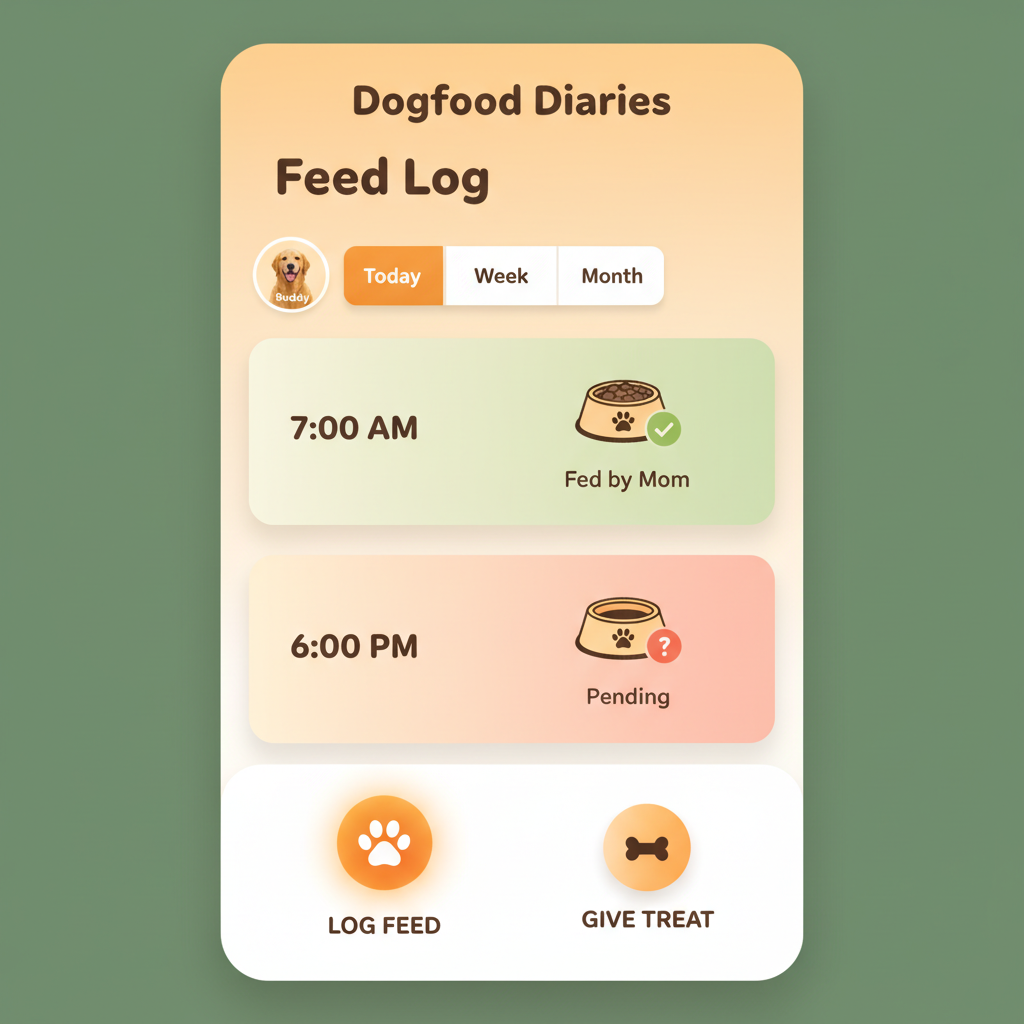 Dogfood Diaries
Feed Log
Buddy
Today Week Month
7:00 AM
Fed by Mom
6:00 PM
?
Pending
LOG FEED
GIVE TREAT